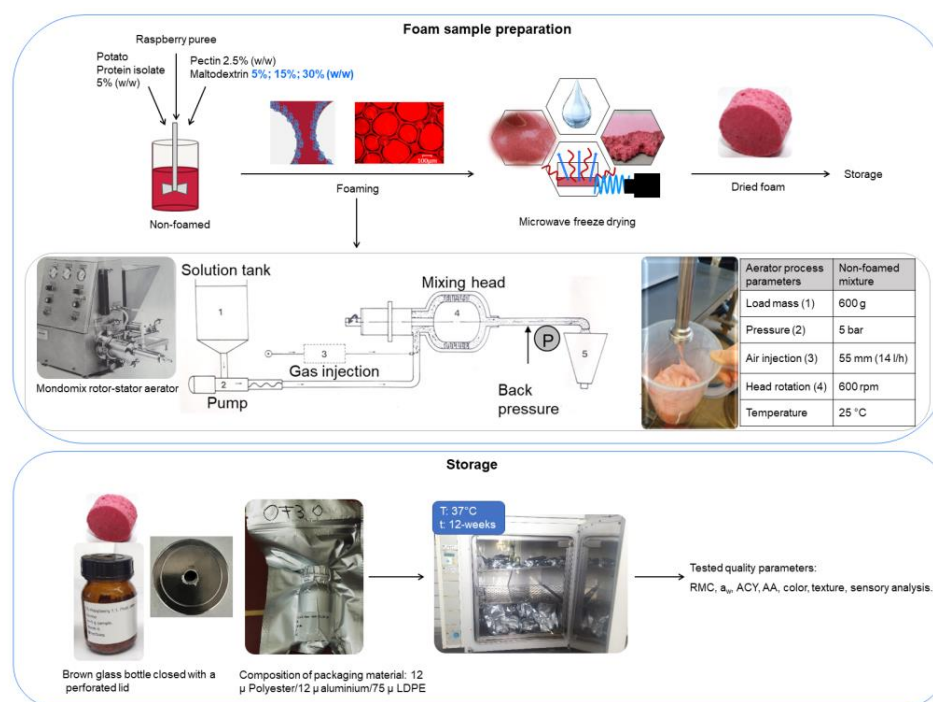 Foam sample preparation
Raspberry puree
Potato
Protein isolate
5% (w/w)
Pectin 2.5% (w/w)
Maltodextrin 5%; 15%; 30% (w/w)
100µm
Non-foamed
Foaming
Microwave freeze drying
Dried foam
Storage
Solution tank
1
Mixing head
4
3
Gas injection
2
Pump
P
5
Back
pressure
Mondomix rotor-stator aerator
Aerator process
parameters
Non-foamed
mixture
Load mass (1)
600 g
Pressure (2)
5 bar
Air injection (3)
55 mm (14 l/h)
Head rotation (4)
600 rpm
Temperature
25 °C
Storage
T: 37°C
t: 12-weeks
Tested quality parameters:
RMC, aw, ACY, AA, color, texture, sensory analysis.
Brown glass bottle closed with a
perforated lid
Composition of packaging material: 12
µ Polyester/12 µ aluminium/75 µ LDPE